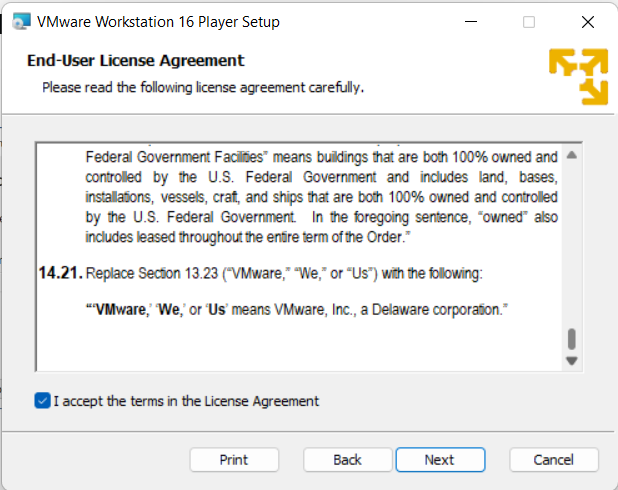 VMware Workstation 16 Player Setup
End-User License Agreement
Please read the following license agreement carefully.
Federal Government Facilities” means buildings that are both 100% owned and
controlled by the U.S. Federal Government and includes land, bases,
installations, vessels, craft, and ships that are both 100% owned and controlled
by the U.S. Federal Government. In the foregoing sentence, “owned” also
includes leased throughout the entire term of the Order.”
14.21. Replace Section 13.23 (“VMware,” “We,” or “Us”) with the following:
“‘VMware,’ ‘We,’ or ‘Us’ means VMware, Inc., a Delaware corporation.”
I accept the terms in the License Agreement
Print Back Next Cancel